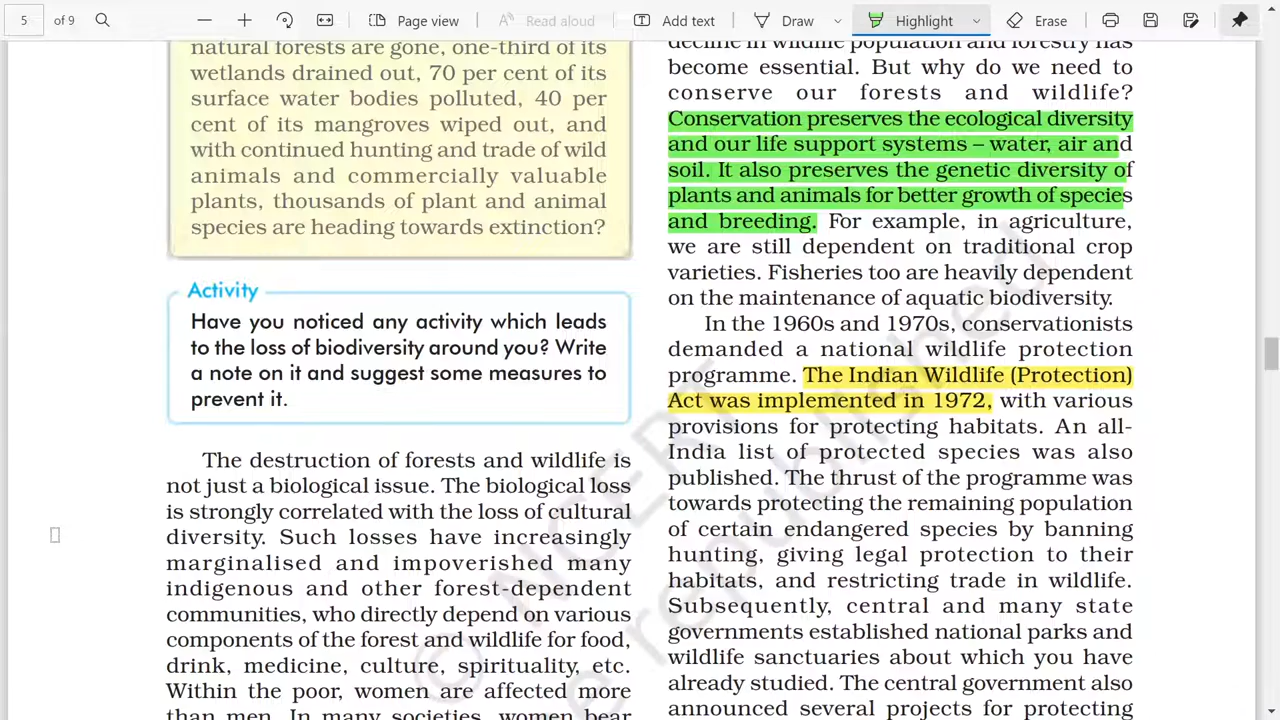 5 of 9
Page view
Read aloud
Add text
Draw
Highlight
Erase
natural forests are gone, one-third of its
wetlands drained out, 70 per cent of its
surface water bodies polluted, 40 per
cent of its mangroves wiped out, and
with continued hunting and trade of wild
animals and commercially valuable
plants, thousands of plant and animal
species are heading towards extinction?
Activity
Have you noticed any activity which leads
to the loss of biodiversity around you? Write
a note on it and suggest some measures to
prevent it.
The destruction of forests and wildlife is
not just a biological issue. The biological loss
is strongly correlated with the loss of cultural
diversity. Such losses have increasingly
marginalised and impoverished many
indigenous and other forest-dependent
communities, who directly depend on various
components of the forest and wildlife for food,
drink, medicine, culture, spirituality, etc.
Within the poor, women are affected more
than men. In many societies, women bear
decline in wildlife population and forestry has
become essential. But why do we need to
conserve our forests and wildlife?
Conservation preserves the ecological diversity
and our life support systems – water, air and
soil. It also preserves the genetic diversity of
plants and animals for better growth of species
and breeding. For example, in agriculture,
we are still dependent on traditional crop
varieties. Fisheries too are heavily dependent
on the maintenance of aquatic biodiversity.
In the 1960s and 1970s, conservationists
demanded a national wildlife protection
programme. The Indian Wildlife (Protection)
Act was implemented in 1972, with various
provisions for protecting habitats. An all-
India list of protected species was also
published. The thrust of the programme was
towards protecting the remaining population
of certain endangered species by banning
hunting, giving legal protection to their
habitats, and restricting trade in wildlife.
Subsequently, central and many state
governments established national parks and
wildlife sanctuaries about which you have
already studied. The central government also
announced several projects for protecting
© NCERT
e republished